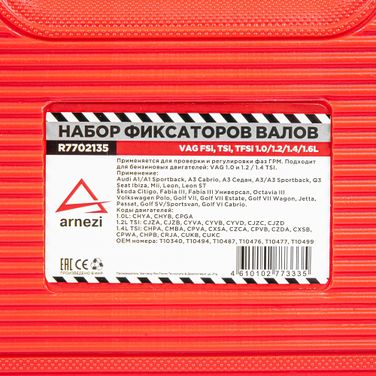 НАБОР ФИКСАТОРОВ ВАЛОВ
R7702135 VAG FSI, TSI, TFSI 1.0/1.2/1.4/1.6L
Применяется для проверки и регулировки фаз ГРМ. Подходит
для бензиновых двигателей: VAG 1.0 и 1.2 / 1.4 TSI.
Применение:
Audi A1/A1 Sportback, A3 Cabrio, A3 Седан, A3/A3 Sportback, Q3
Seat Ibiza, Mii, Leon, Leon ST
Škoda Citigo, Fabia III, Fabia III Универсал, Octavia III
Volkswagen Polo, Golf VII, Golf VII Estate, Golf VII Wagon, Jetta,
Passat, Golf SV/Sportsvan, Golf VI Cabrio.
Коды двигателей:
1.0L: CHYA, CHYB, CPGA
1.2L TSI: CJZA, CJZB, CYVA, CYVB, CYVD, CJZC, CJZD
1.4L TSI: CHPA, CMBA, CPVA, CXSA, CZCA, CPVB, CZDA, CXSB,
CPWA, CHPB, CRJA, CUKB, CUKC
OEM номер: T10340, T10494, T10487, T10476, T10477, T10499
arnezi
EAC CE
ПРОИЗВЕДЕНО В КНР
4 610102 773335